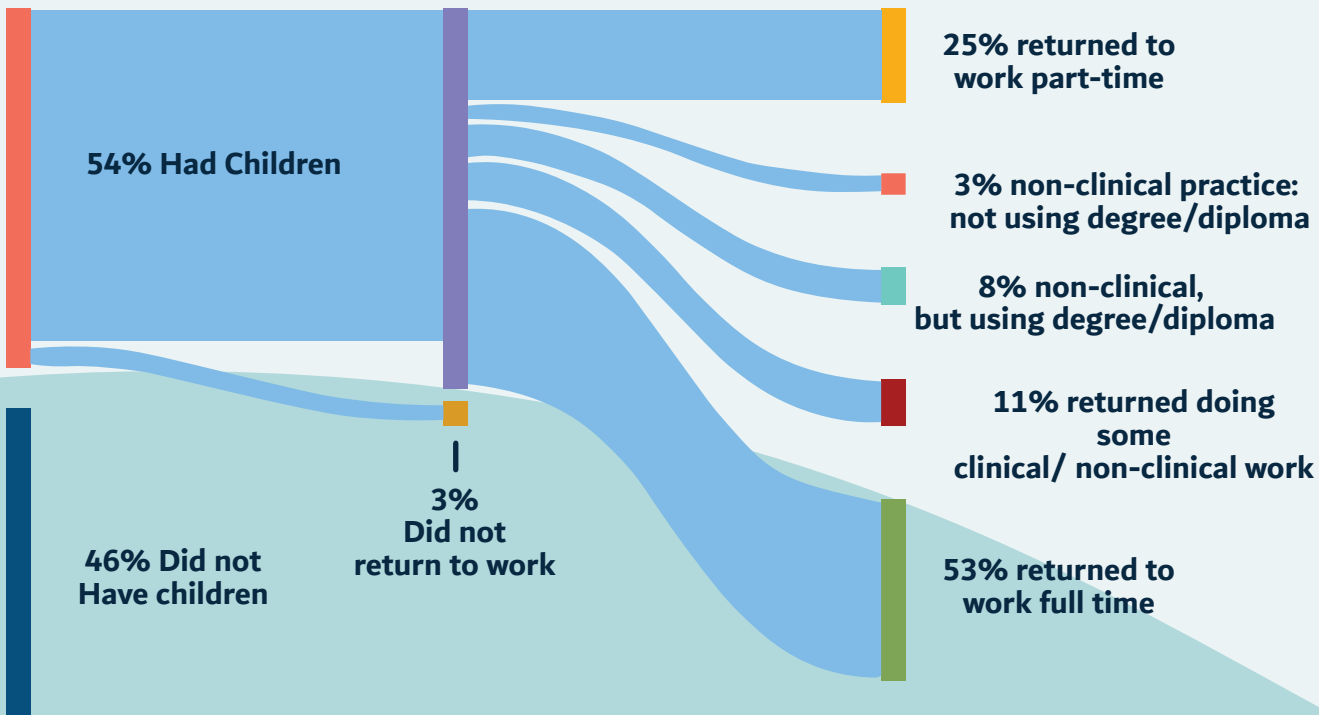 54% Had Children
46% Did not
Have children
3%
Did not
return to work
25% returned to
work part-time
3% non-clinical practice:
not using degree/diploma
8% non-clinical,
but using degree/diploma
11% returned doing
some
clinical/ non-clinical work
53% returned to
work full time